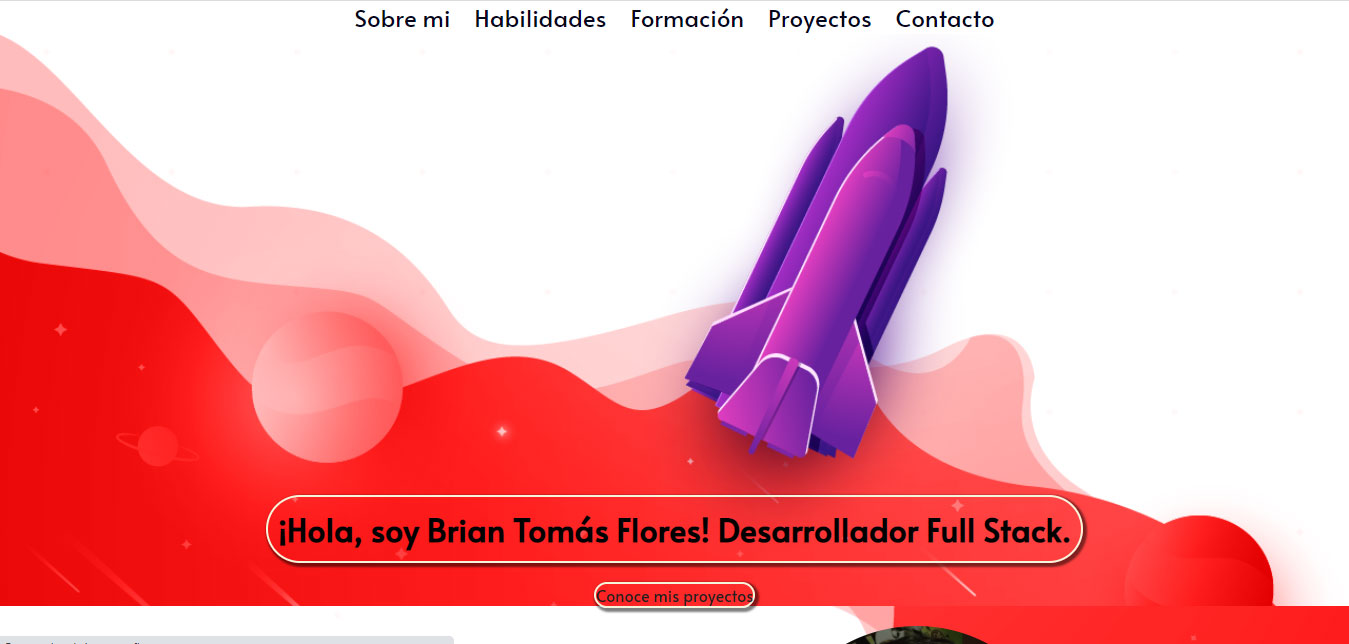 Sobre mi Habilidades Formación Proyectos Contacto
¡Hola, soy Brian Tomás Flores! Desarrollador Full Stack.
Conoce mis proyectos